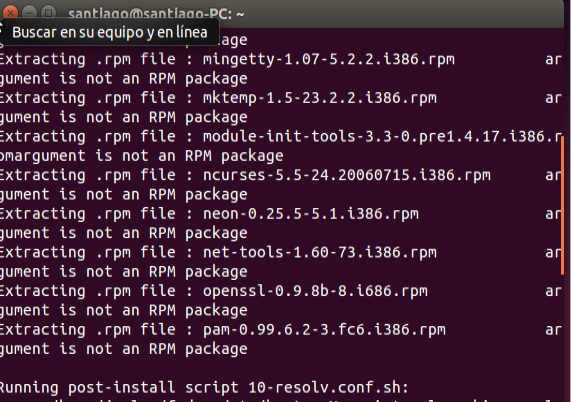 santiago@santiago-PC: ~
Buscar en su equipo y en línea
ckage
Extracting .rpm file : mingetty-1.07-5.2.2.i386.rpm ar
gument is not an RPM package
Extracting .rpm file : mktemp-1.5-23.2.2.i386.rpm ar
gument is not an RPM package
Extracting .rpm file : module-init-tools-3.3-0.pre1.4.17.i386.r
pmargument is not an RPM package
Extracting .rpm file : ncurses-5.5-24.20060715.i386.rpm ar
gument is not an RPM package
Extracting .rpm file : neon-0.25.5-5.1.i386.rpm ar
gument is not an RPM package
Extracting .rpm file : net-tools-1.60-73.i386.rpm ar
gument is not an RPM package
Extracting .rpm file : openssl-0.9.8b-8.i686.rpm ar
gument is not an RPM package
Extracting .rpm file : pam-0.99.6.2-3.fc6.i386.rpm ar
gument is not an RPM package
Running post-install script 10-resolv.conf.sh: